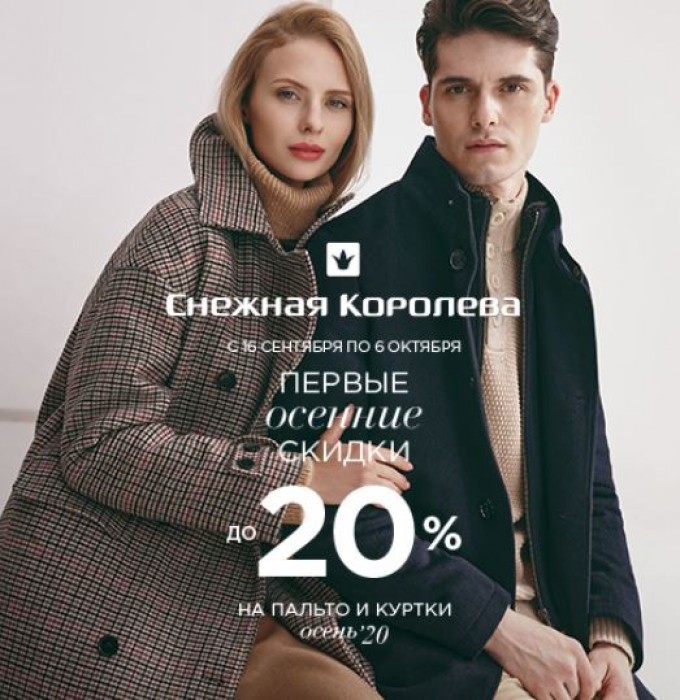 Снежная Королева
С 16 СЕНТЯБРЯ ПО 6 ОКТЯБРЯ
ПЕРВЫЕ
осенние
СКИДКИ
ДО 20%
НА ПАЛЬТО И КУРТКИ
осень'20